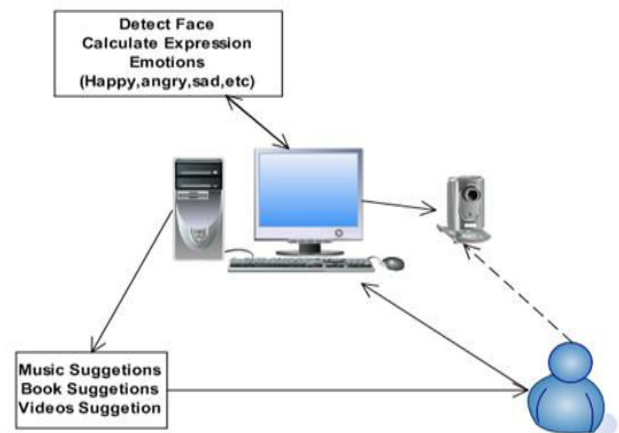 Detect Face
Calculate Expression
Emotions
(Happy,angry,sad,etc)
Music Suggetions
Book Suggetions
Videos Suggetion